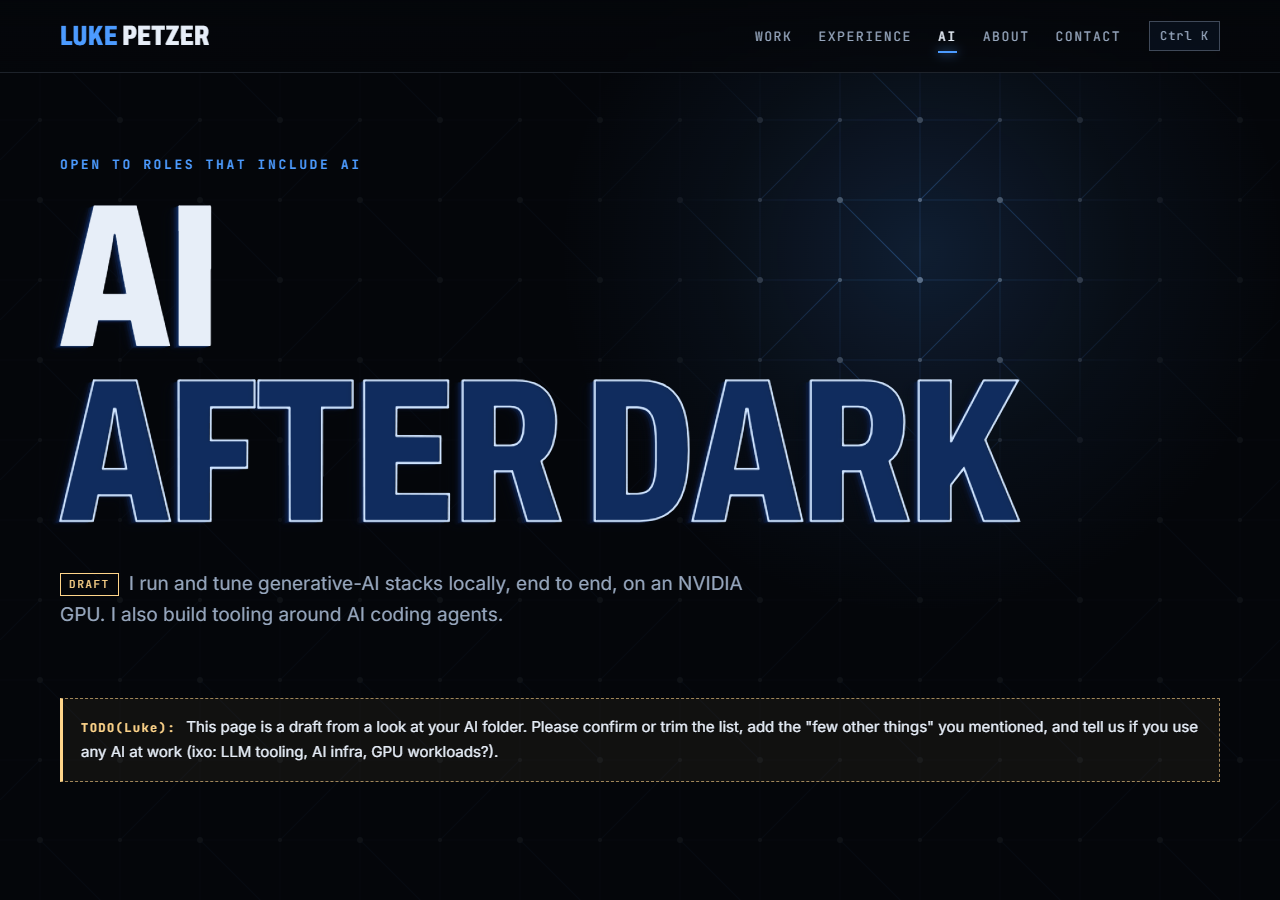 LUKE PETZER
WORK EXPERIENCE AI ABOUT CONTACT Ctrl K
OPEN TO ROLES THAT INCLUDE AI
AI
AFTER DARK
DRAFT I run and tune generative-AI stacks locally, end to end, on an NVIDIA
GPU. I also build tooling around AI coding agents.
TODO(Luke): This page is a draft from a look at your AI folder. Please confirm or trim the list, add the "few other things" you mentioned, and tell us if you use
any AI at work (ixo: LLM tooling, AI infra, GPU workloads?).